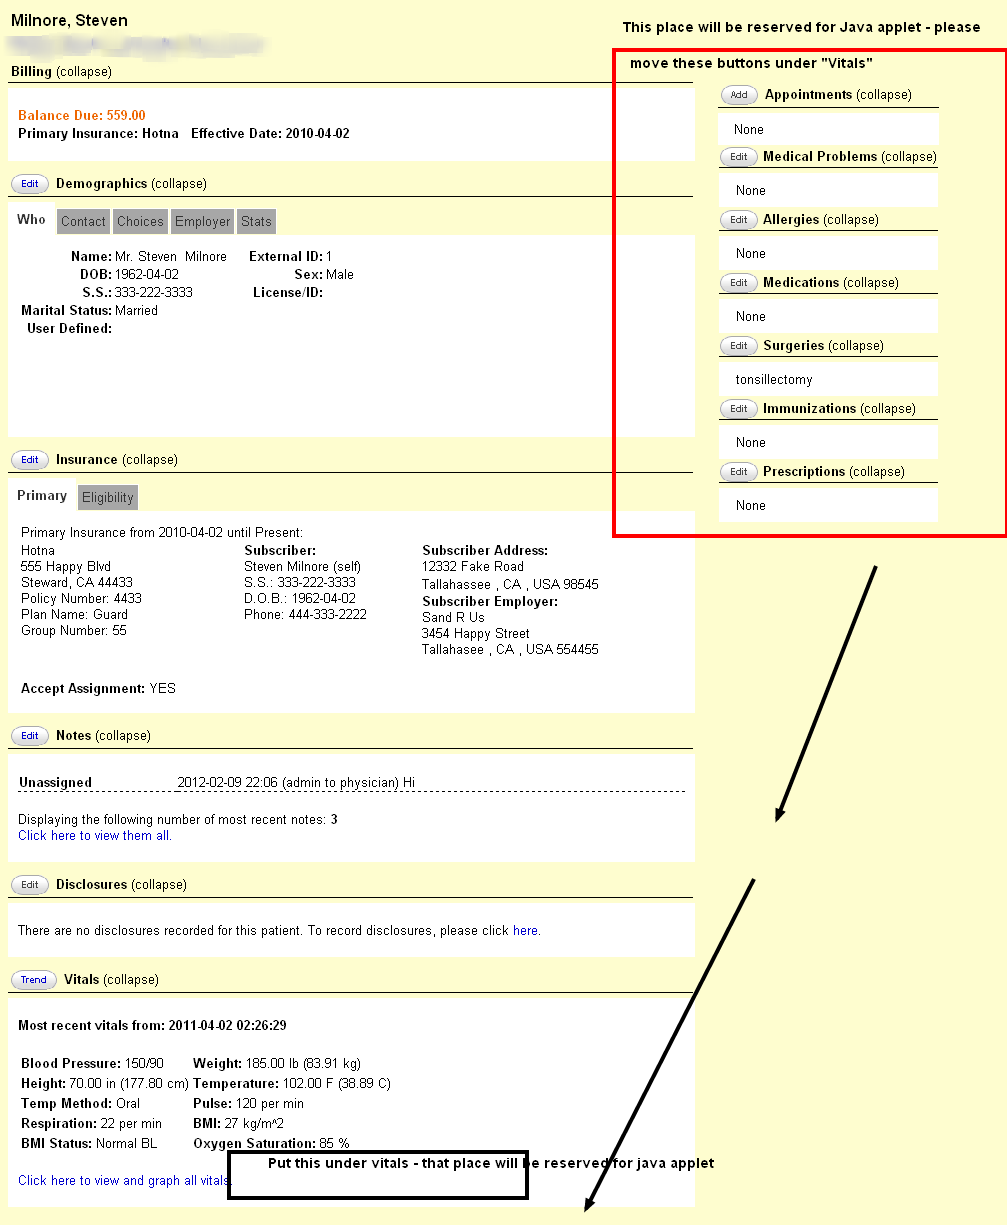 Milnore, Steven
This place will be reserved for Java applet - please
move these buttons under "Vitals"
Billing (collapse)
Balance Due: 559.00
Primary Insurance: Hotna Effective Date: 2010-04-02
Edit Demographics (collapse)
Who Contact Choices Employer Stats
Name: Mr. Steven Milnore External ID: 1
DOB: 1962-04-02 Sex: Male
S.S.: 333-222-3333 License/ID:
Marital Status: Married
User Defined:
Edit Insurance (collapse)
Primary Eligibility
Primary Insurance from 2010-04-02 until Present:
Hotna
555 Happy Blvd
Steward, CA 44433
Policy Number: 4433
Plan Name: Guard
Group Number: 55
Subscriber:
Steven Milnore (self)
S.S.: 333-222-3333
D.O.B.: 1962-04-02
Phone: 444-333-2222
Subscriber Address:
12332 Fake Road
Tallahassee , CA , USA 98545
Subscriber Employer:
Sand R Us
3454 Happy Street
Tallahasee , CA , USA 554455
Accept Assignment: YES
Edit Notes (collapse)
Unassigned 2012-02-09 22:06 (admin to physician) Hi
Displaying the following number of most recent notes: 3
Click here to view them all.
Edit Disclosures (collapse)
There are no disclosures recorded for this patient. To record disclosures, please click here.
Trend Vitals (collapse)
Most recent vitals from: 2011-04-02 02:26:29
Blood Pressure: 150/90 Weight: 185.00 lb (83.91 kg)
Height: 70.00 in (177.80 cm) Temperature: 102.00 F (38.89 C)
Temp Method: Oral Pulse: 120 per min
Respiration: 22 per min BMI: 27 kg/m^2
BMI Status: Normal BL Oxygen Saturation: 85 %
Put this under vitals - that place will be reserved for java applet
Click here to view and graph all vitals.
Add Appointments (collapse)
None
Edit Medical Problems (collapse)
None
Edit Allergies (collapse)
None
Edit Medications (collapse)
None
Edit Surgeries (collapse)
tonsillectomy
Edit Immunizations (collapse)
None
Edit Prescriptions (collapse)
None